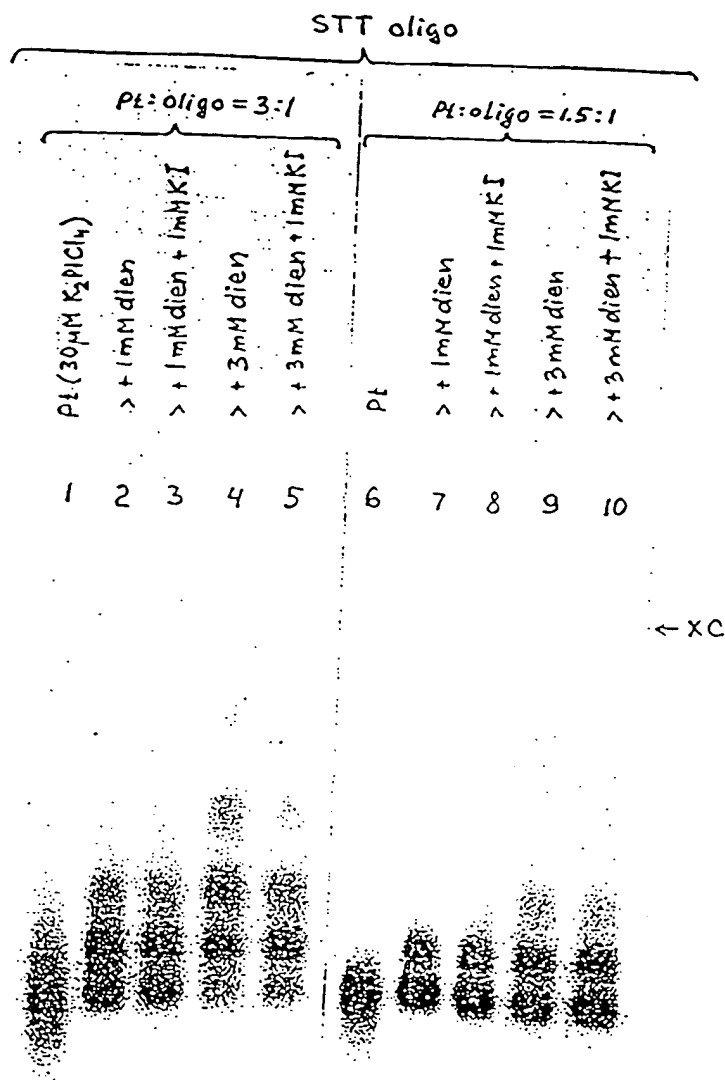 STT oligo
Pt:oligo = 3:1
Pt:oligo = 1.5:1
Pt (30µM K₂PtCl₄)
> + 1mM dien
> + 1mM dien + 1mM KI
> + 3mM dien
> + 3mM dien + 1mM KI
Pt
> + 1mM dien
> + 1mM dien + 1mM KI
> + 3mM dien
> + 3mM dien + 1mM KI
1 2 3 4 5 6 7 8 9 10
← XC